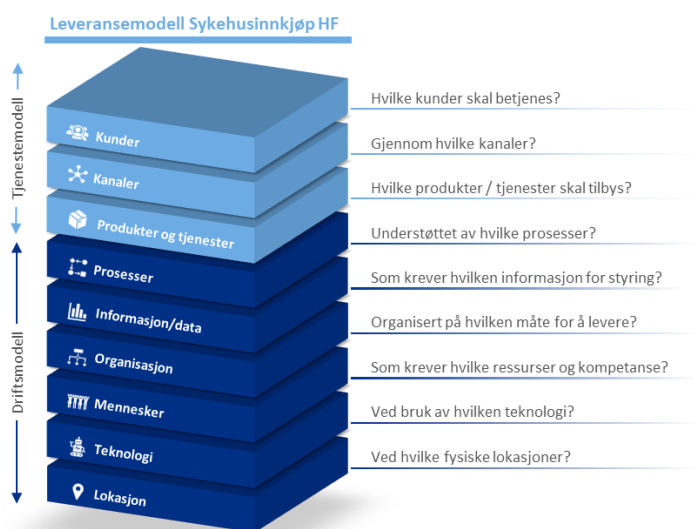 Leveransemodell Sykehusinnkjøp HF
Tjenestemodell
Driftsmodell
Kunder
Hvilke kunder skal betjenes?
Kanaler
Gjennom hvilke kanaler?
Produkter og tjenester
Hvilke produkter / tjenester skal tilbys?
Prosesser
Understøttet av hvilke prosesser?
Informasjon/data
Som krever hvilken informasjon for styring?
Organisasjon
Organisert på hvilken måte for å levere?
Mennesker
Som krever hvilke ressurser og kompetanse?
Teknologi
Ved bruk av hvilken teknologi?
Lokasjon
Ved hvilke fysiske lokasjoner?